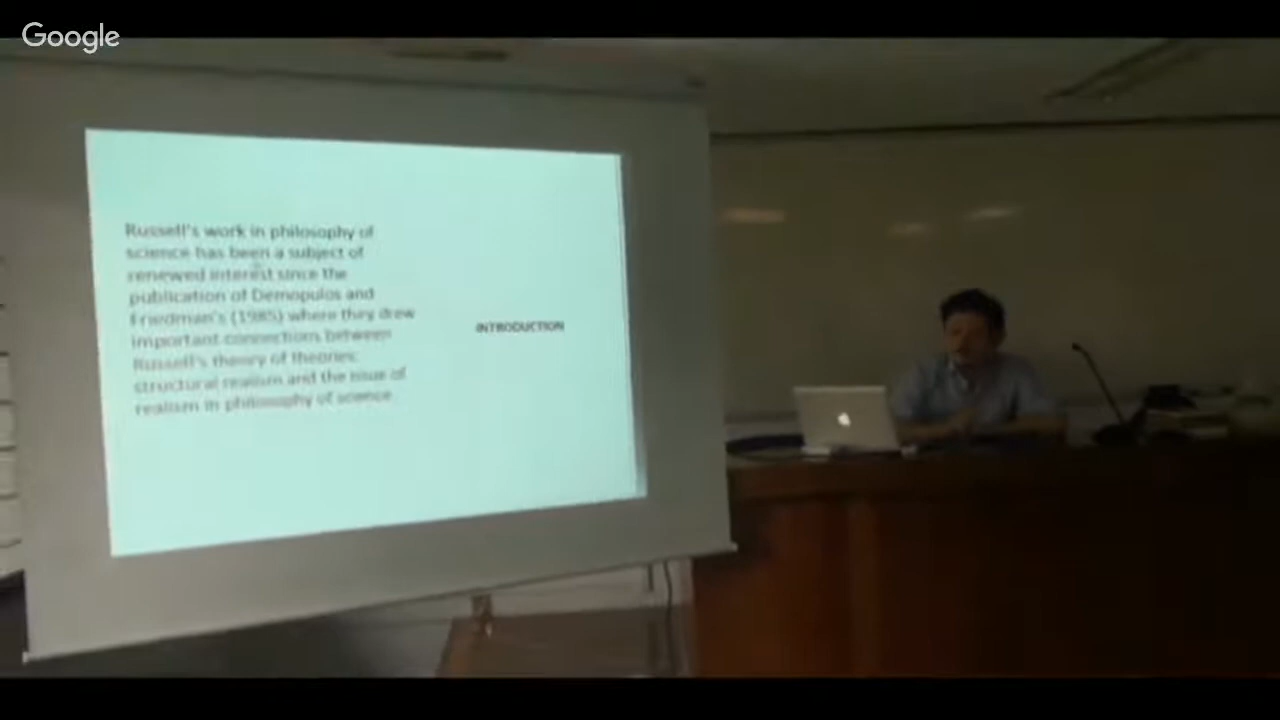 Google
Russell's work in philosophy of
science has been a subject of
renewed interest since the
publication of Demopulos and
Friedman's (1985) where they drew
important connections between
Russell's theory of theories:
structural realism and the issue of
realism in philosophy of science.
INTRODUCTION